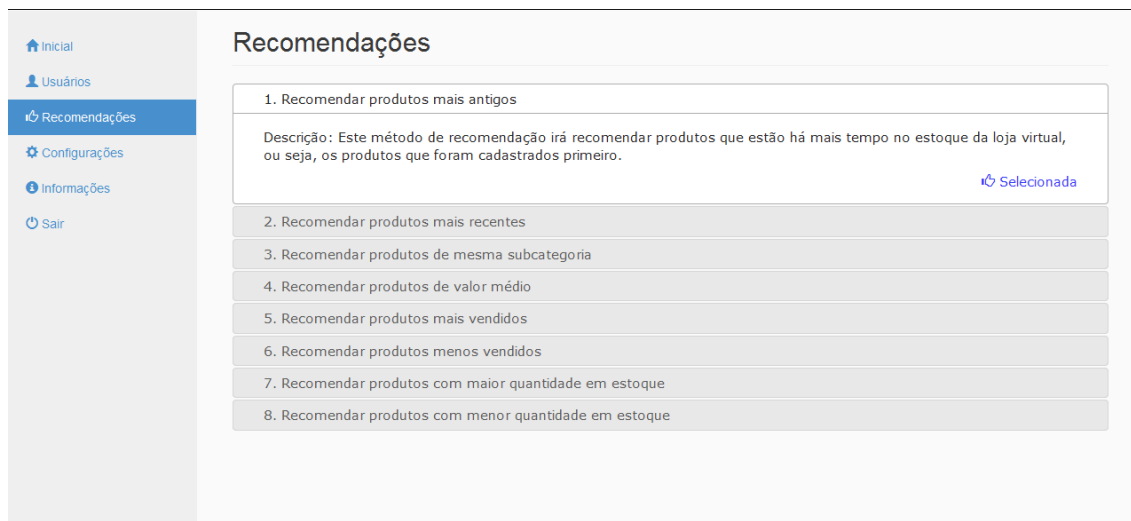 Inicial
Usuários
Recomendações
Configurações
Informações
Sair
Recomendações
1. Recomendar produtos mais antigos
Descrição: Este método de recomendação irá recomendar produtos que estão há mais tempo no estoque da loja virtual,
ou seja, os produtos que foram cadastrados primeiro.
Selecionada
2. Recomendar produtos mais recentes
3. Recomendar produtos de mesma subcategoria
4. Recomendar produtos de valor médio
5. Recomendar produtos mais vendidos
6. Recomendar produtos menos vendidos
7. Recomendar produtos com maior quantidade em estoque
8. Recomendar produtos com menor quantidade em estoque